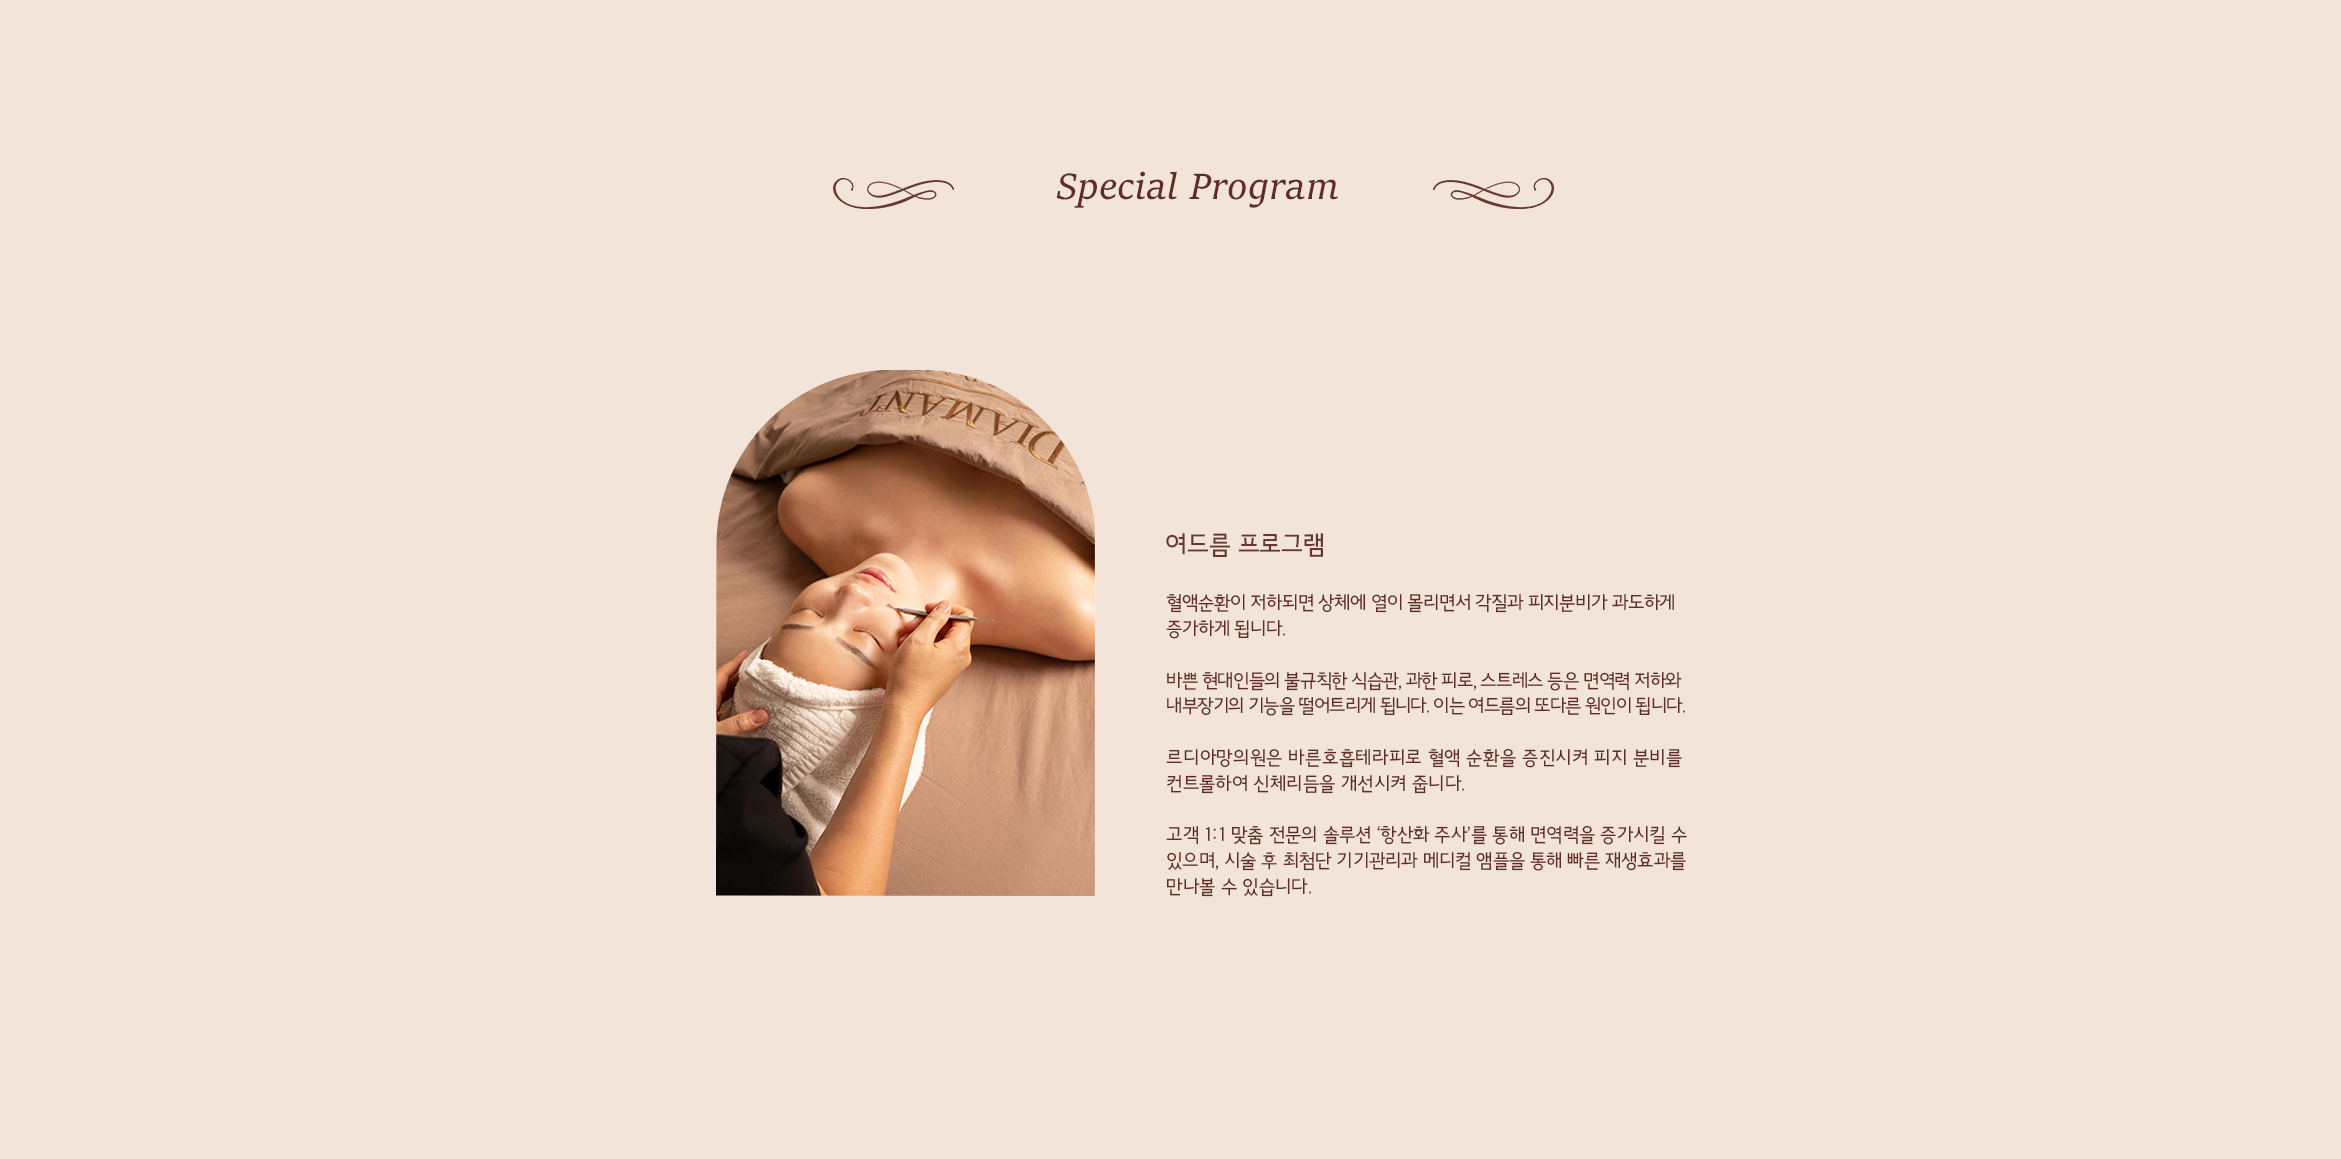 Special Program
DIAMANT
여드름 프로그램
혈액순환이 저하되면 상체에 열이 몰리면서 각질과 피지분비가 과도하게
증가하게 됩니다.
바쁜 현대인들의 불규칙한 식습관, 과한 피로, 스트레스 등은 면역력 저하와
내부장기의 기능을 떨어트리게 됩니다. 이는 여드름의 또다른 원인이 됩니다.
르디아망의원은 바른호흡테라피로 혈액 순환을 증진시켜 피지 분비를
컨트롤하여 신체리듬을 개선시켜 줍니다.
고객 1:1 맞춤 전문의 솔루션 ‘항산화 주사’를 통해 면역력을 증가시킬 수
있으며, 시술 후 최첨단 기기관리과 메디컬 앰플을 통해 빠른 재생효과를
만나볼 수 있습니다.